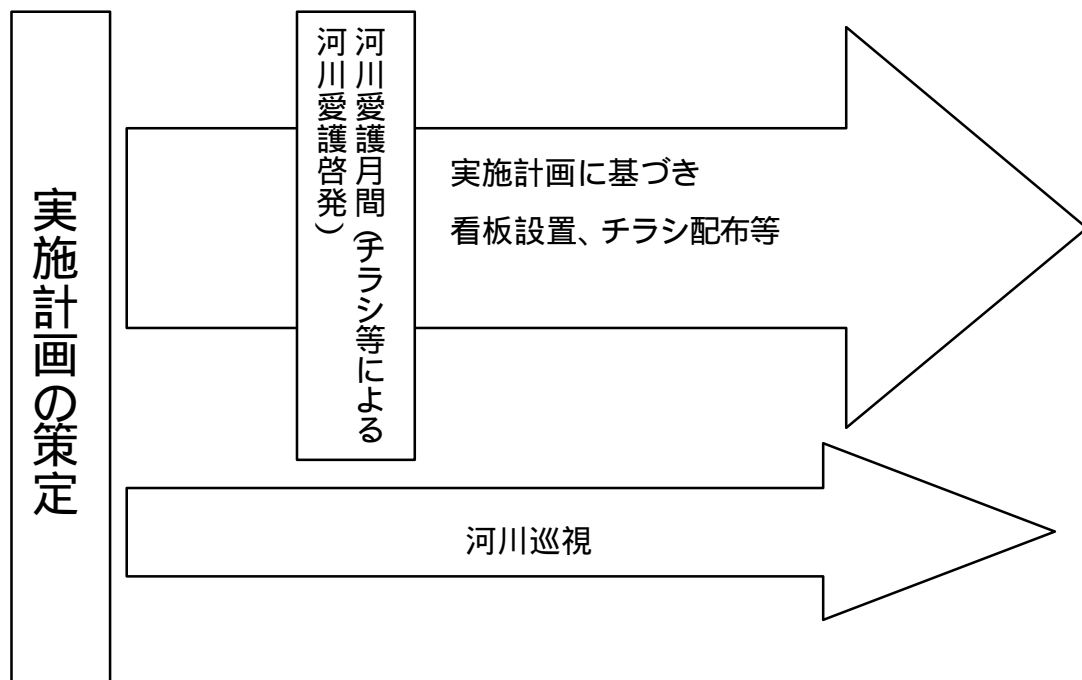 実施計画の策定
河川愛護月間（チラシ等による
河川愛護啓発）
実施計画に基づき
看板設置、チラシ配布等
河川巡視